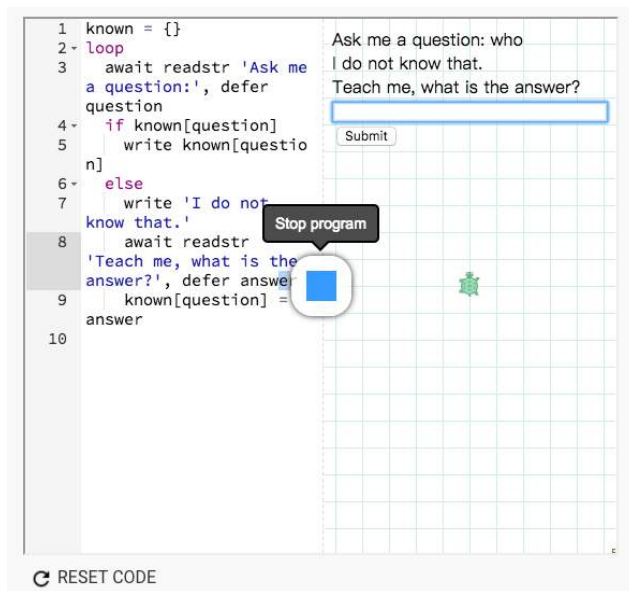 1 known = {}
2 loop
3 await readstr 'Ask me
a question:', defer
question
4 if known[question]
5 write known[questio
n]
6 else
7 write 'I do not
know that.'
8 await readstr
'Teach me, what is the
answer?', defer answer
9 known[question] =
answer
10
Ask me a question: who
I do not know that.
Teach me, what is the answer?
Submit
Stop program
RESET CODE